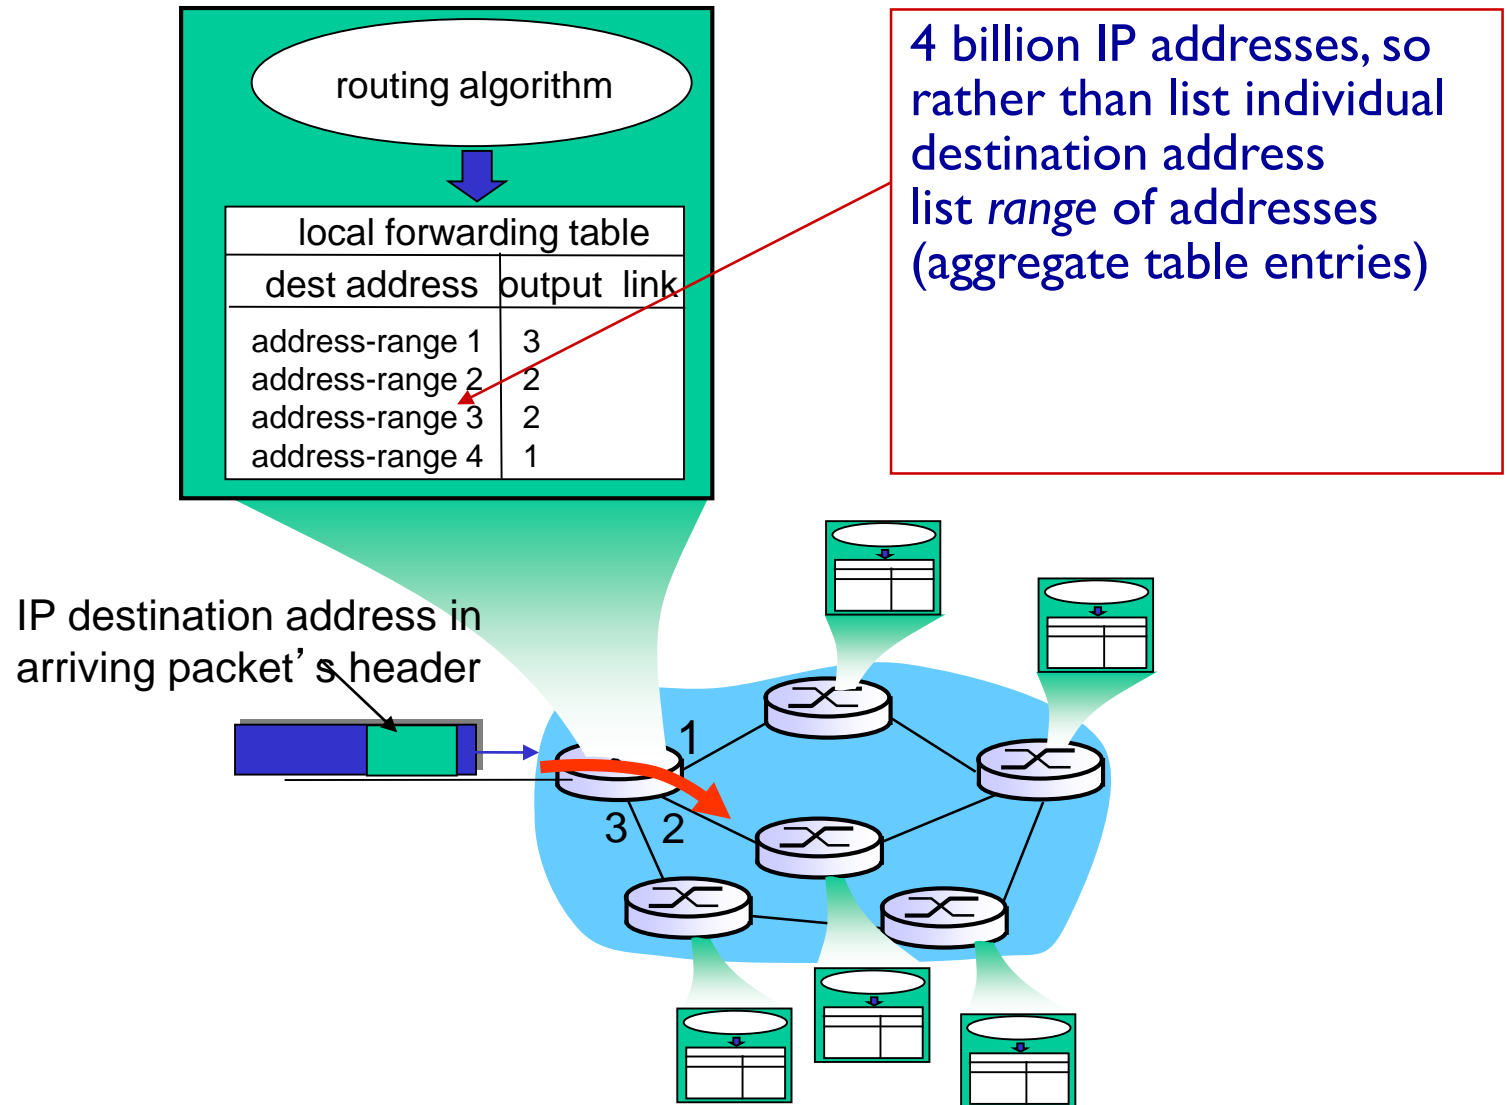 routing algorithm
local forwarding table
dest address output link
address-range 1 3
address-range 2 2
address-range 3 2
address-range 4 1
4 billion IP addresses, so
rather than list individual
destination address
list range of addresses
(aggregate table entries)
IP destination address in
arriving packet’s header
1
3 2